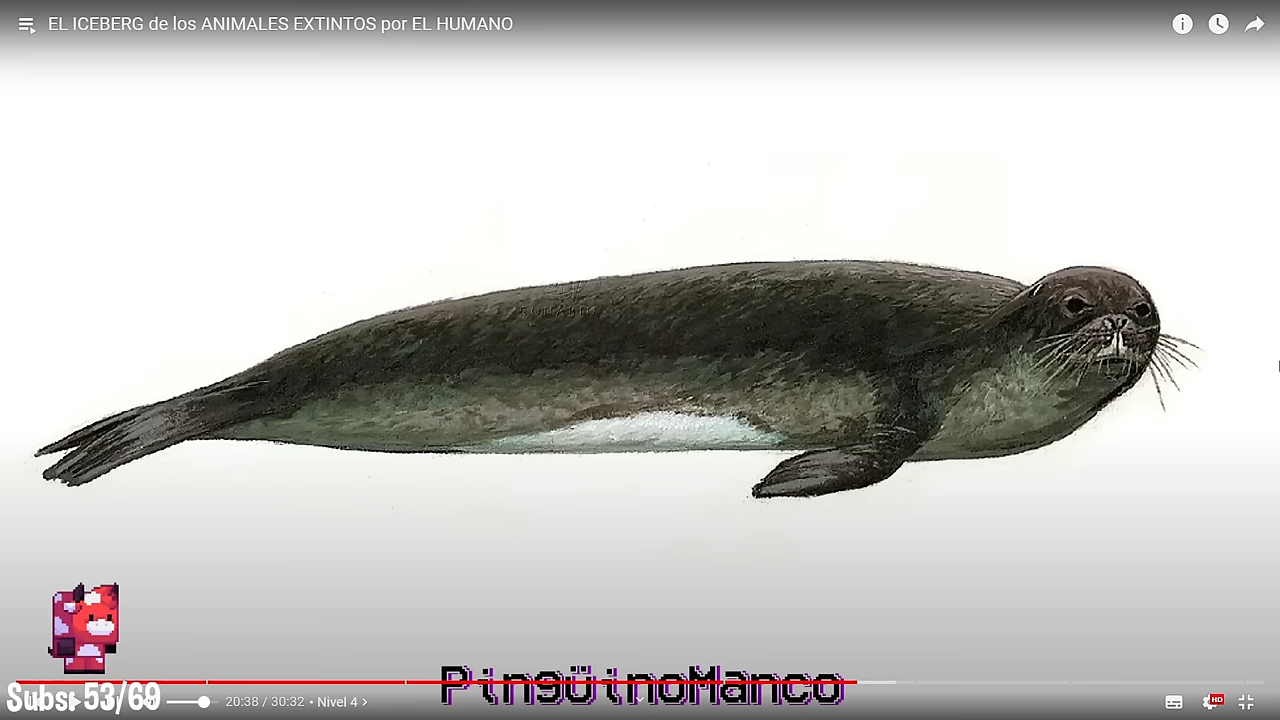 EL ICEBERG de los ANIMALES EXTINTOS por EL HUMANO
PingüinoManco
Subs: 53/69
20:38 / 30:32 • Nivel 4
HD